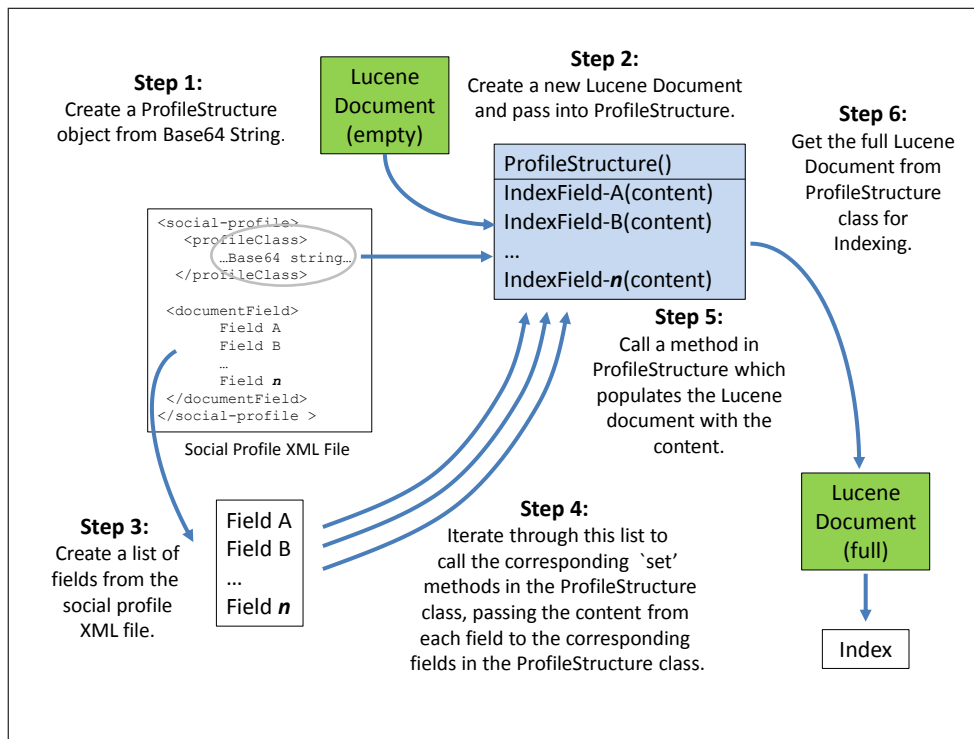 Step 1:
Create a ProfileStructure
object from Base64 String.
Lucene
Document
(empty)
Step 2:
Create a new Lucene Document
and pass into ProfileStructure.
Step 6:
Get the full Lucene
Document from
ProfileStructure
class for
Indexing.
ProfileStructure()
IndexField-A(content)
IndexField-B(content)
...
IndexField-n(content)
<social-profile>
<profileClass>
…Base64 string…
</profileClass>
<documentField>
Field A
Field B
…
Field n
</documentField>
</social-profile >
Social Profile XML File
Step 5:
Call a method in
ProfileStructure which
populates the Lucene
document with the
content.
Step 3:
Create a list of
fields from the
social profile
XML file.
Field A
Field B
...
Field n
Step 4:
Iterate through this list to
call the corresponding `set’
methods in the ProfileStructure
class, passing the content from
each field to the corresponding
fields in the ProfileStructure class.
Lucene
Document
(full)
Index